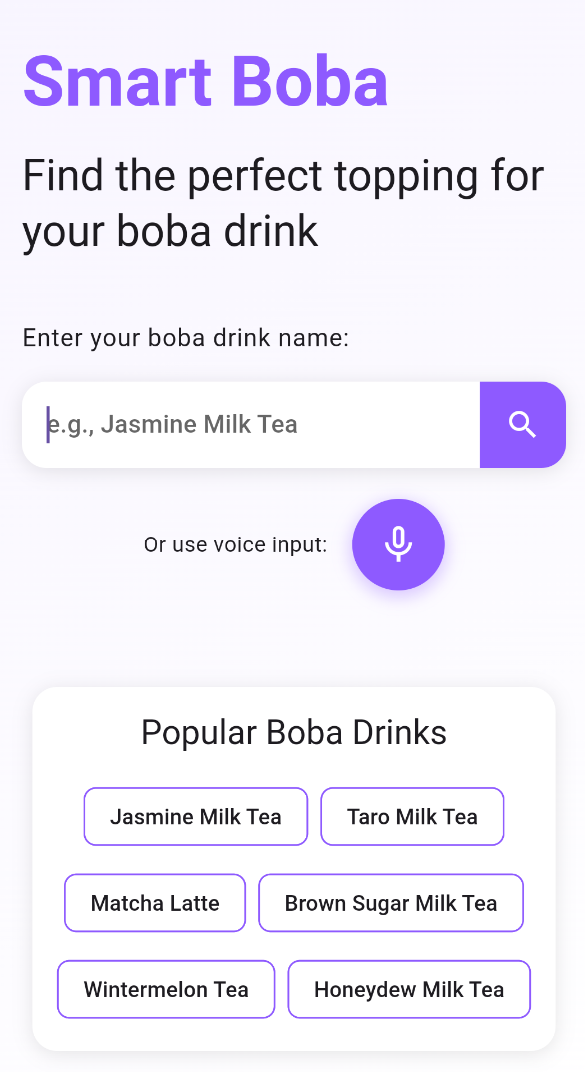 Smart Boba
Find the perfect topping for
your boba drink
Enter your boba drink name:
e.g., Jasmine Milk Tea
Or use voice input:
Popular Boba Drinks
Jasmine Milk Tea
Taro Milk Tea
Matcha Latte
Brown Sugar Milk Tea
Wintermelon Tea
Honeydew Milk Tea